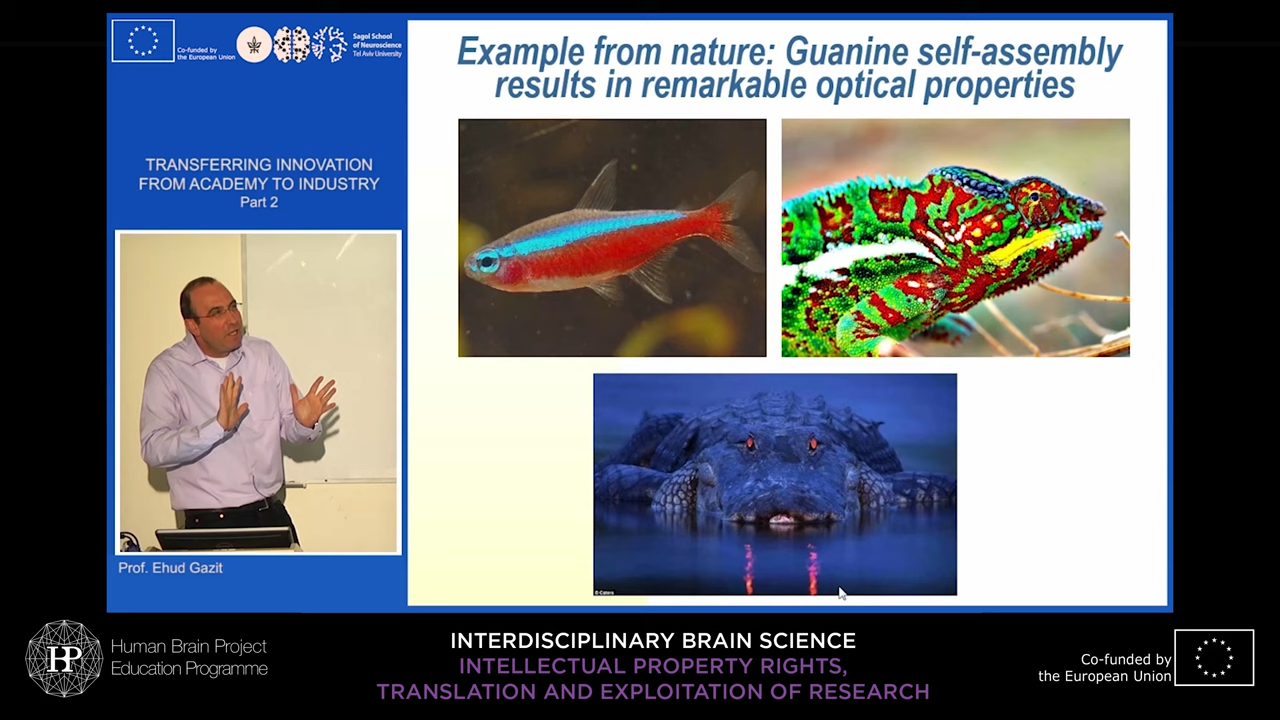 Co-funded by
the European Union
Sagol School
of Neuroscience
Tel Aviv University
TRANSFERRING INNOVATION
FROM ACADEMY TO INDUSTRY
Part 2
Prof. Ehud Gazit
Example from nature: Guanine self-assembly
results in remarkable optical properties
© Caters
HBP
Human Brain Project
Education Programme
INTERDISCIPLINARY BRAIN SCIENCE
INTELLECTUAL PROPERTY RIGHTS,
TRANSLATION AND EXPLOITATION OF RESEARCH
Co-funded by
the European Union